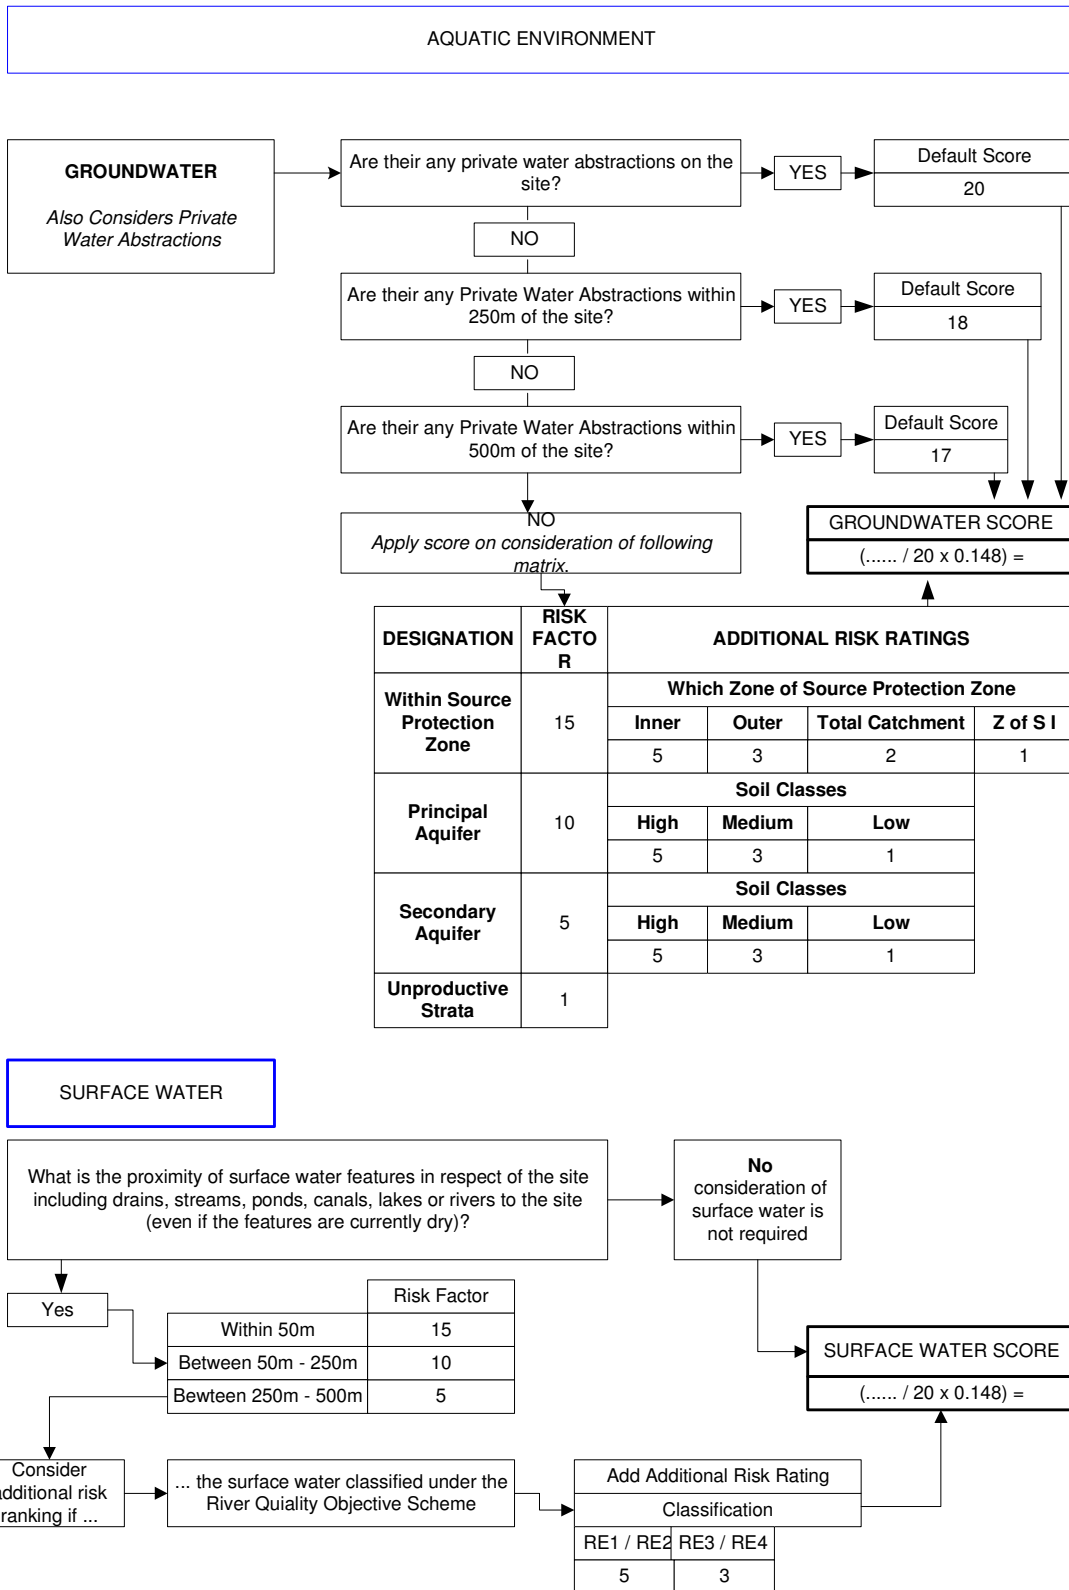 AQUATIC ENVIRONMENT
GROUNDWATER
Also Considers Private
Water Abstractions
Are their any private water abstractions on the
site?
YES
Default Score
20
NO
Are their any Private Water Abstractions within
250m of the site?
YES
Default Score
18
NO
Are their any Private Water Abstractions within
500m of the site?
YES
Default Score
17
NO
Apply score on consideration of following
matrix.
GROUNDWATER SCORE
(...... / 20 x 0.148) =
DESIGNATION
RISK
FACTO
R
ADDITIONAL RISK RATINGS
Within Source
Protection
Zone
15
Which Zone of Source Protection Zone
Inner Outer Total Catchment Z of S I
5 3 2 1
Principal
Aquifer
10
Soil Classes
High Medium Low
5 3 1
Secondary
Aquifer
5
Soil Classes
High Medium Low
5 3 1
Unproductive
Strata
1
SURFACE WATER
What is the proximity of surface water features in respect of the site
including drains, streams, ponds, canals, lakes or rivers to the site
(even if the features are currently dry)?
No
consideration of
surface water is
not required
Yes
Risk Factor
Within 50m 15
Between 50m - 250m 10
Bewteen 250m - 500m 5
SURFACE WATER SCORE
(...... / 20 x 0.148) =
Consider
additional risk
ranking if ...
... the surface water classified under the
River Quiality Objective Scheme
Add Additional Risk Rating
Classification
RE1 / RE2 RE3 / RE4
5 3